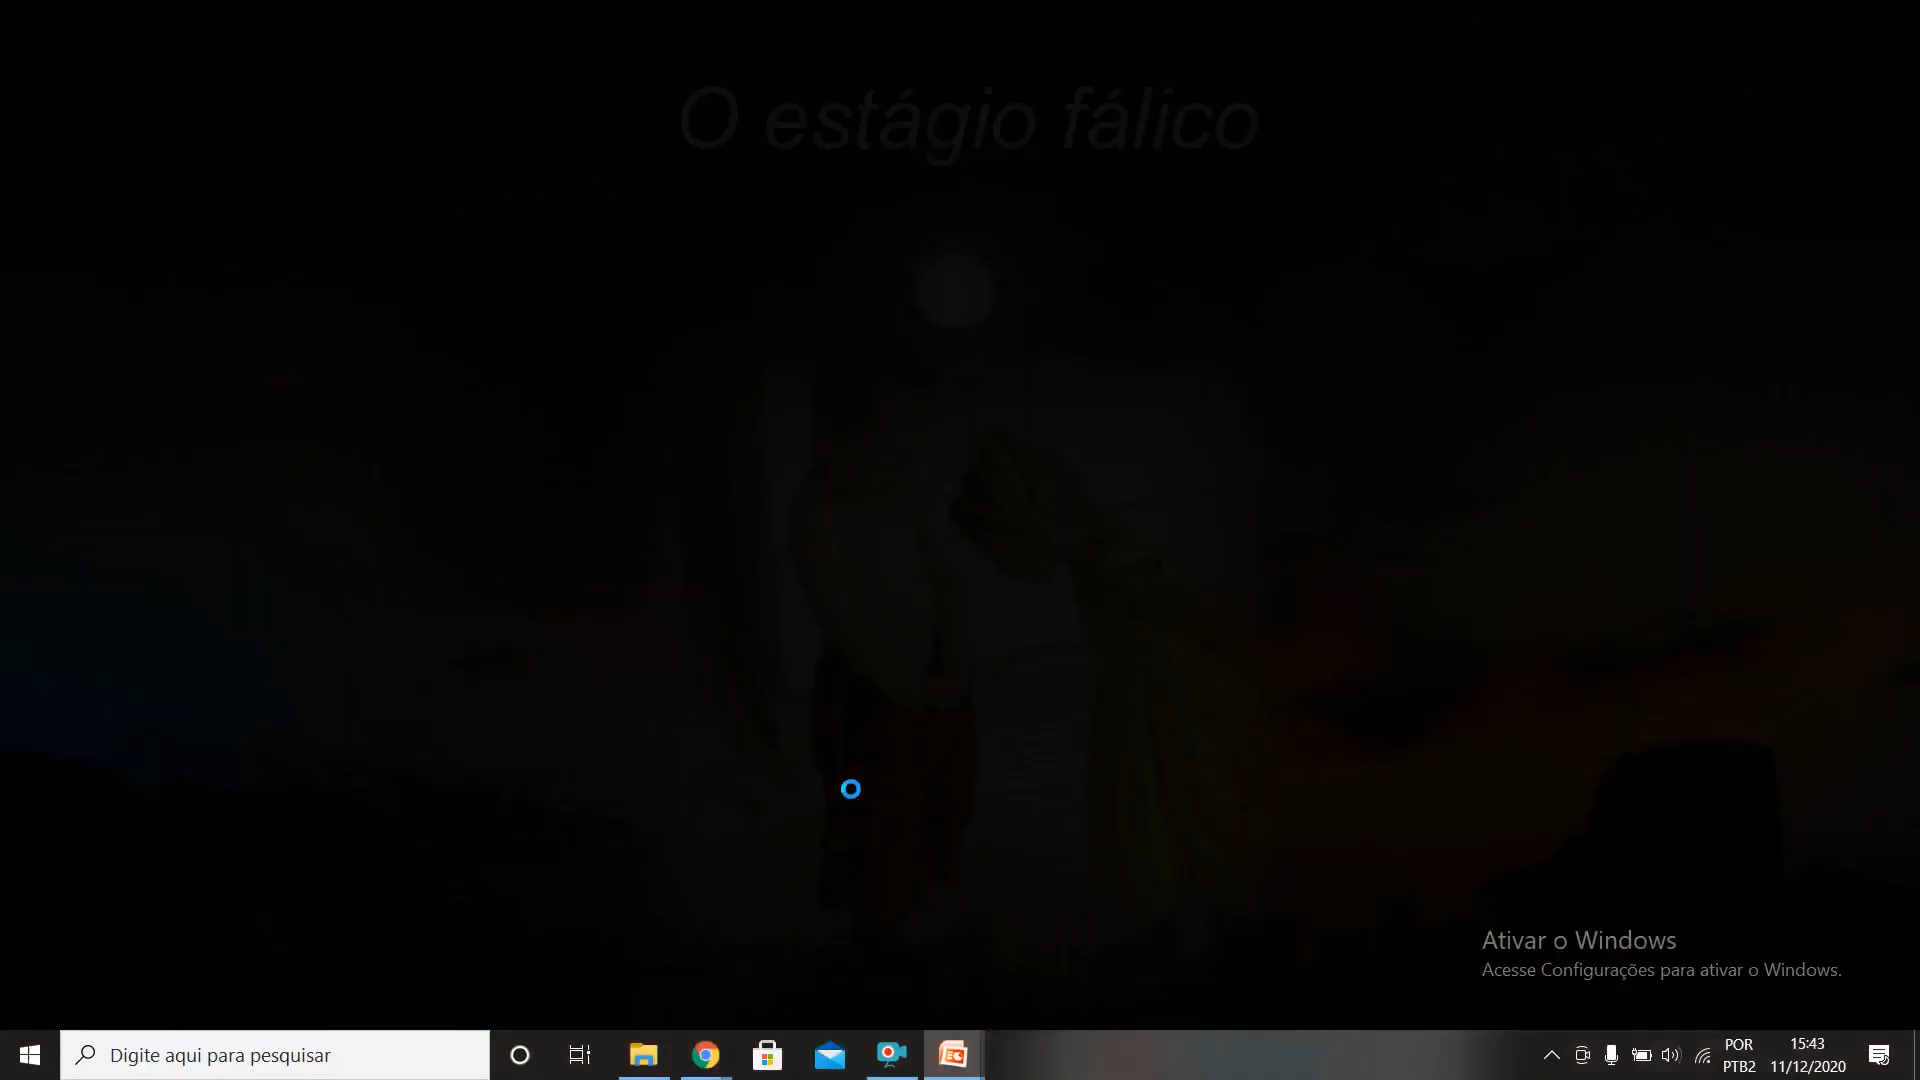 O estágio fálico
Ativar o Windows
Acesse Configurações para ativar o Windows.
Digite aqui para pesquisar
POR
PTB2
15:43
11/12/2020